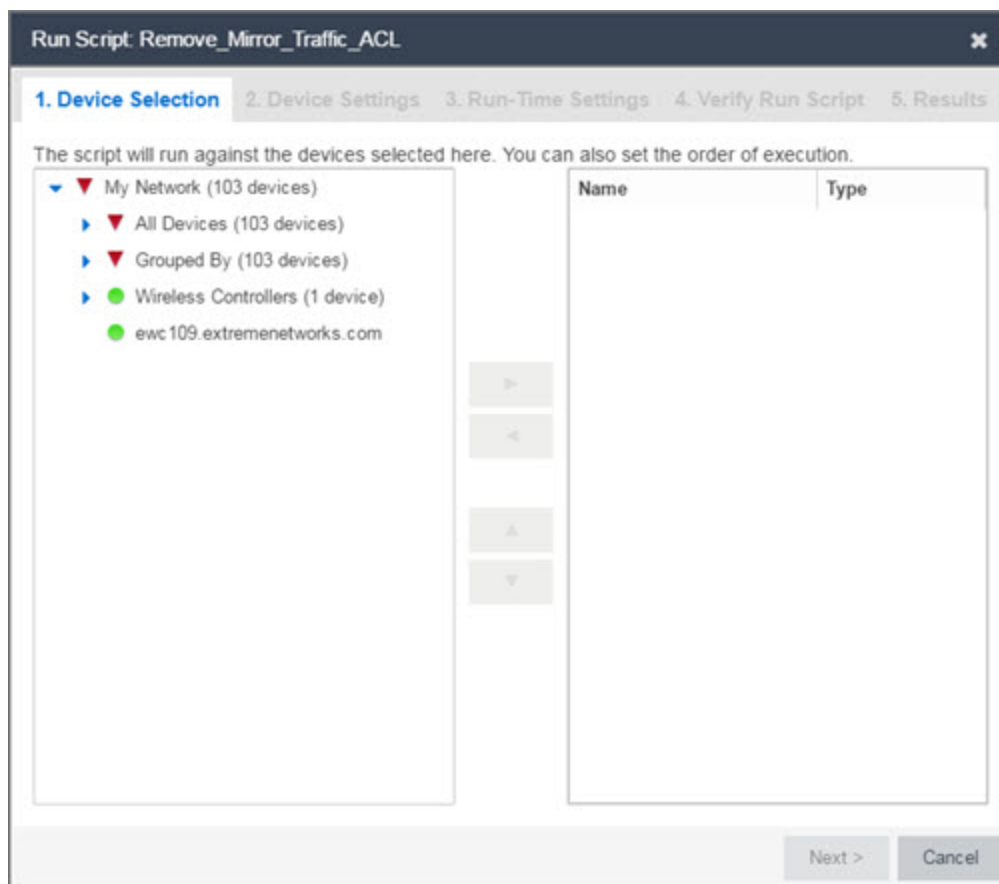 Run Script: Remove_Mirror_Traffic_ACL
1. Device Selection 2. Device Settings 3. Run-Time Settings 4. Verify Run Script 5. Results
The script will run against the devices selected here. You can also set the order of execution.
My Network (103 devices)
All Devices (103 devices)
Grouped By (103 devices)
Wireless Controllers (1 device)
ewc109.extremenetworks.com
Name Type
Next > Cancel